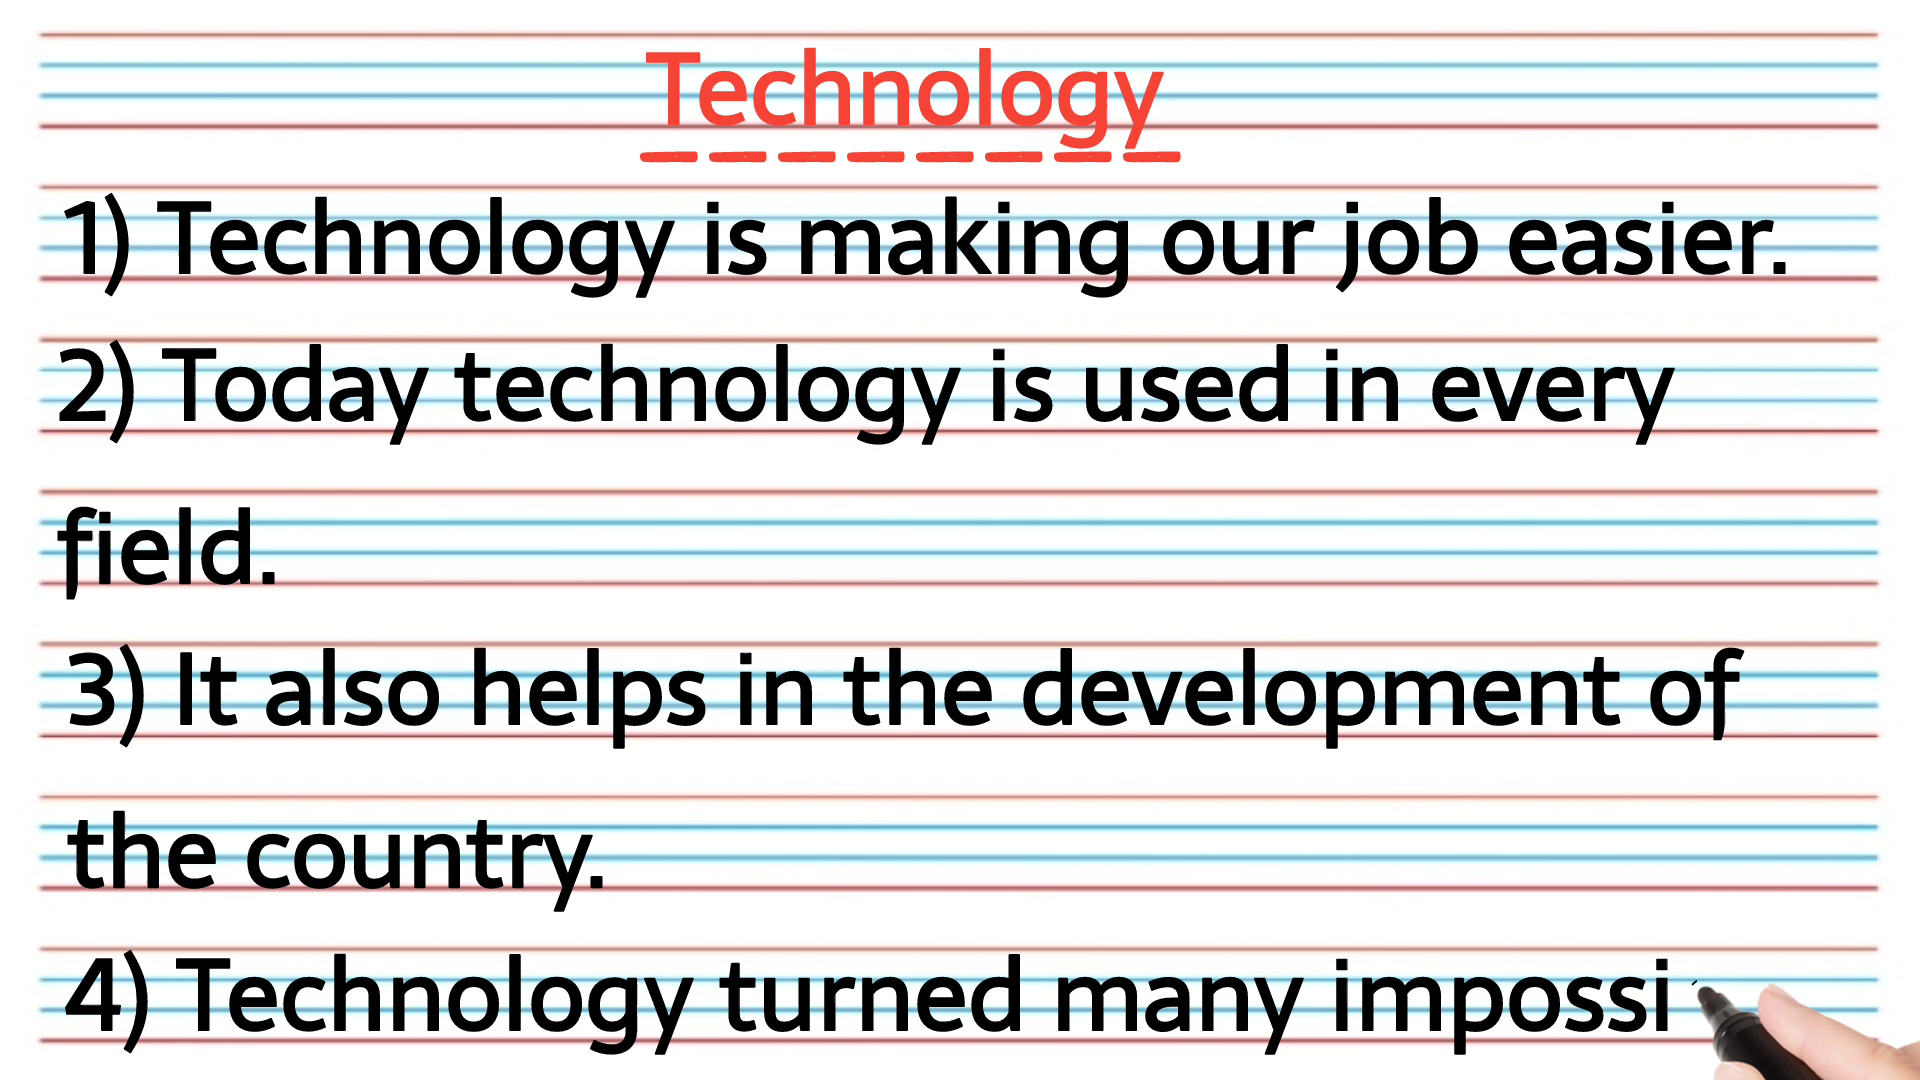 Technology
1) Technology is making our job easier.
2) Today technology is used in every
field.
3) It also helps in the development of
the country.
4) Technology turned many impossi